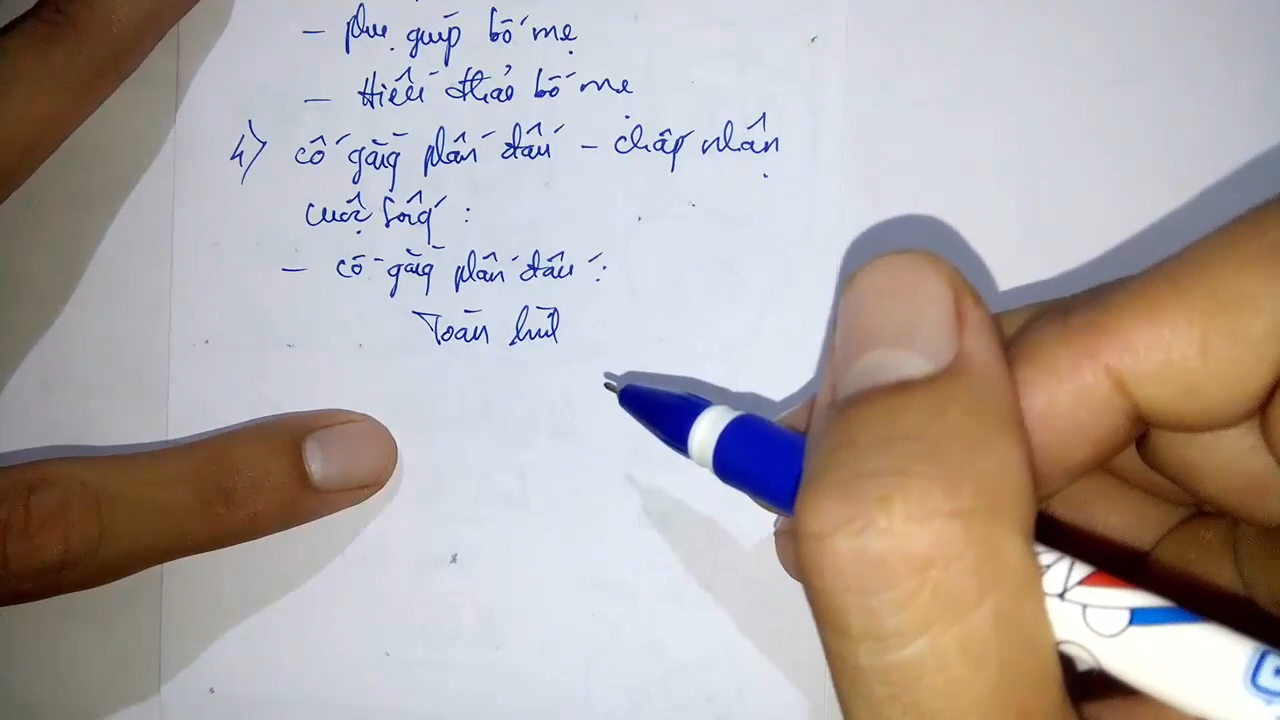 - phụ giúp bố mẹ
- Hiếu thảo bố mẹ
4) cố gắng phấn đấu - chấp nhận
cuộc sống :
- cố gắng phấn đấu :
Toàn